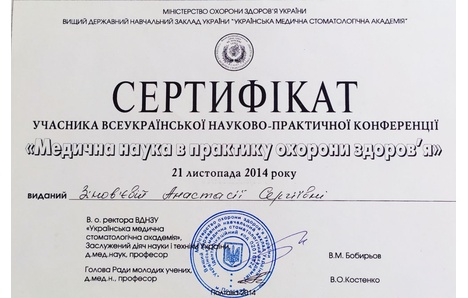 МІНІСТЕРСТВО ОХОРОНИ ЗДОРОВ'Я УКРАЇНИ
ВИЩИЙ ДЕРЖАВНИЙ НАВЧАЛЬНИЙ ЗАКЛАД УКРАЇНИ "УКРАЇНСЬКА МЕДИЧНА СТОМАТОЛОГІЧНА АКАДЕМІЯ"
СЕРТИФІКАТ
УЧАСНИКА ВСЕУКРАЇНСЬКОЇ НАУКОВО-ПРАКТИЧНОЇ КОНФЕРЕНЦІЇ
«Медична наука в практику охорони здоров'я»
21 листопада 2014 року
виданий Зінов'євій Анастасії Сергіївні
В. о. ректора ВДНЗУ
«Українська медична
стоматологічна академія»,
Заслужений діяч науки і техніки України
д.мед.наук, професор В.М. Бобирьов
Голова Ради молодих учених,
д.мед.н., професор В.О.Костенко
Полтава 2014